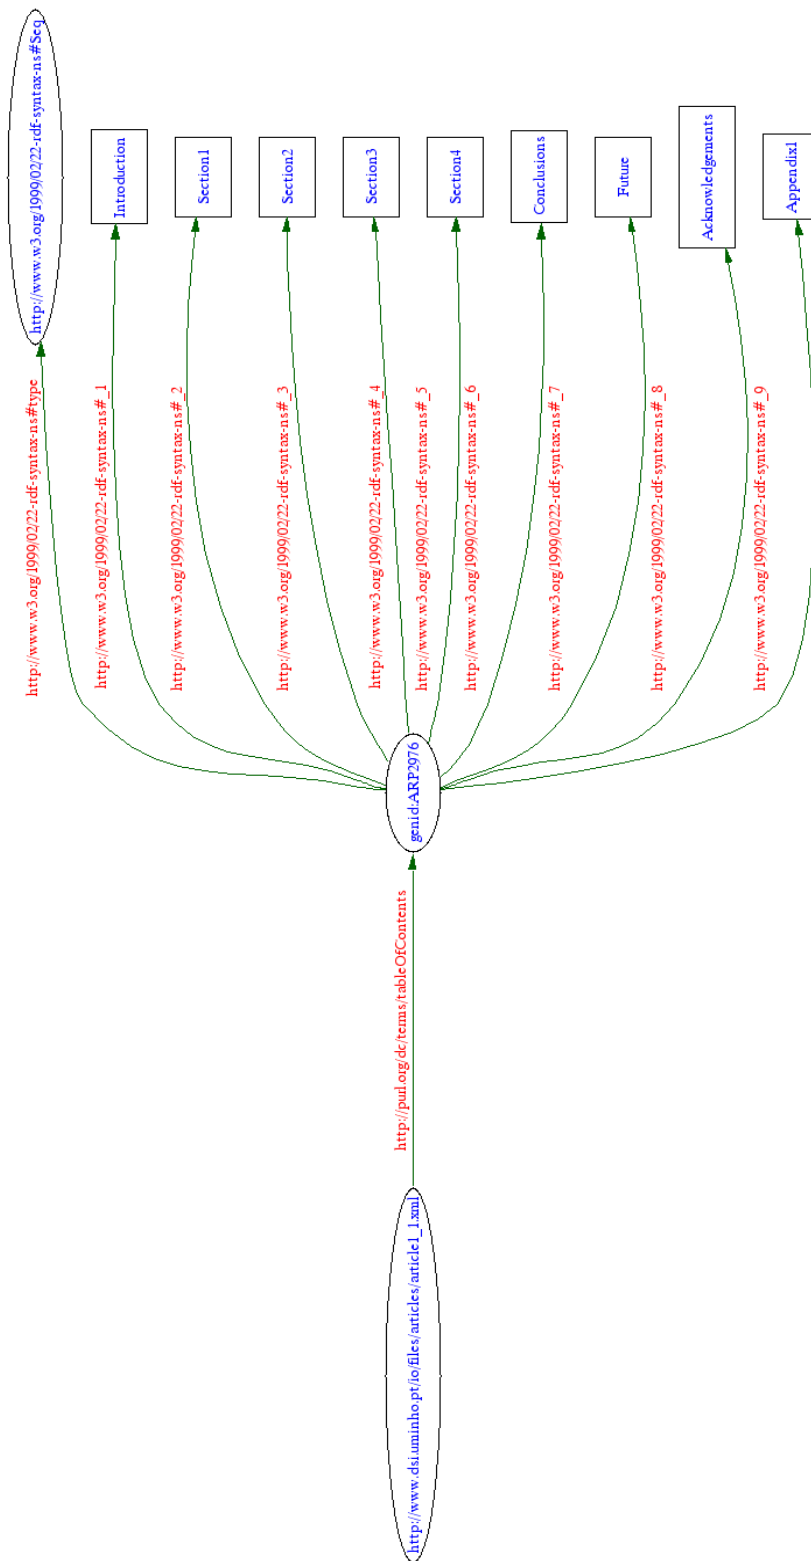 http://www.w3.org/1999/02/22-rdf-syntax-ns#Seq
Introduction
Section1
Section2
Section3
Section4
Conclusions
Future
Acknowledgements
Appendix1
http://www.w3.org/1999/02/22-rdf-syntax-ns#type
http://www.w3.org/1999/02/22-rdf-syntax-ns#_1
http://www.w3.org/1999/02/22-rdf-syntax-ns#_2
http://www.w3.org/1999/02/22-rdf-syntax-ns#_3
http://www.w3.org/1999/02/22-rdf-syntax-ns#_4
http://www.w3.org/1999/02/22-rdf-syntax-ns#_5
http://www.w3.org/1999/02/22-rdf-syntax-ns#_6
http://www.w3.org/1999/02/22-rdf-syntax-ns#_7
http://www.w3.org/1999/02/22-rdf-syntax-ns#_8
http://www.w3.org/1999/02/22-rdf-syntax-ns#_9
genid:ARP2976
http://purl.org/dc/terms/tableOfContents
http://www.dsi.uminho.pt/io/files/articles/article1_1.xml